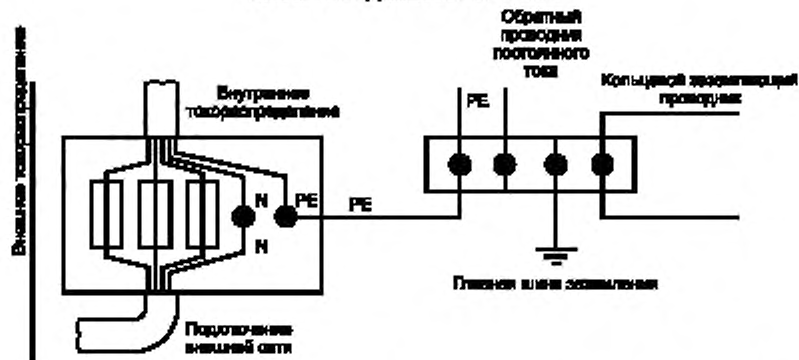 Обратный
проводник
постоянного
тока
Кольцевой заземляющий
проводник
Внутреннее
токораспределение
Внешнее токораспределение
PE
N
PE
PE
N
Главная шина заземления
Подключение
внешней сети